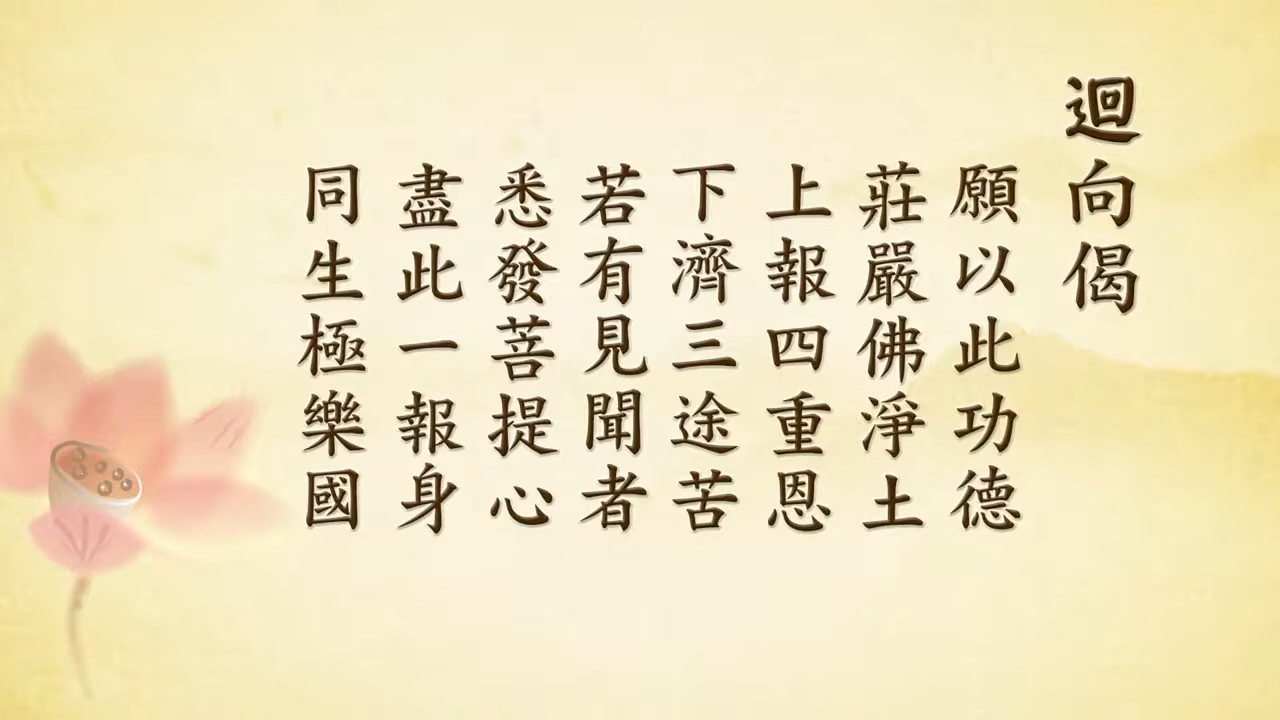 迴向偈
願以此功德
莊嚴佛淨土
上報四重恩
下濟三途苦
若有見聞者
悉發菩提心
盡此一報身
同生極樂國